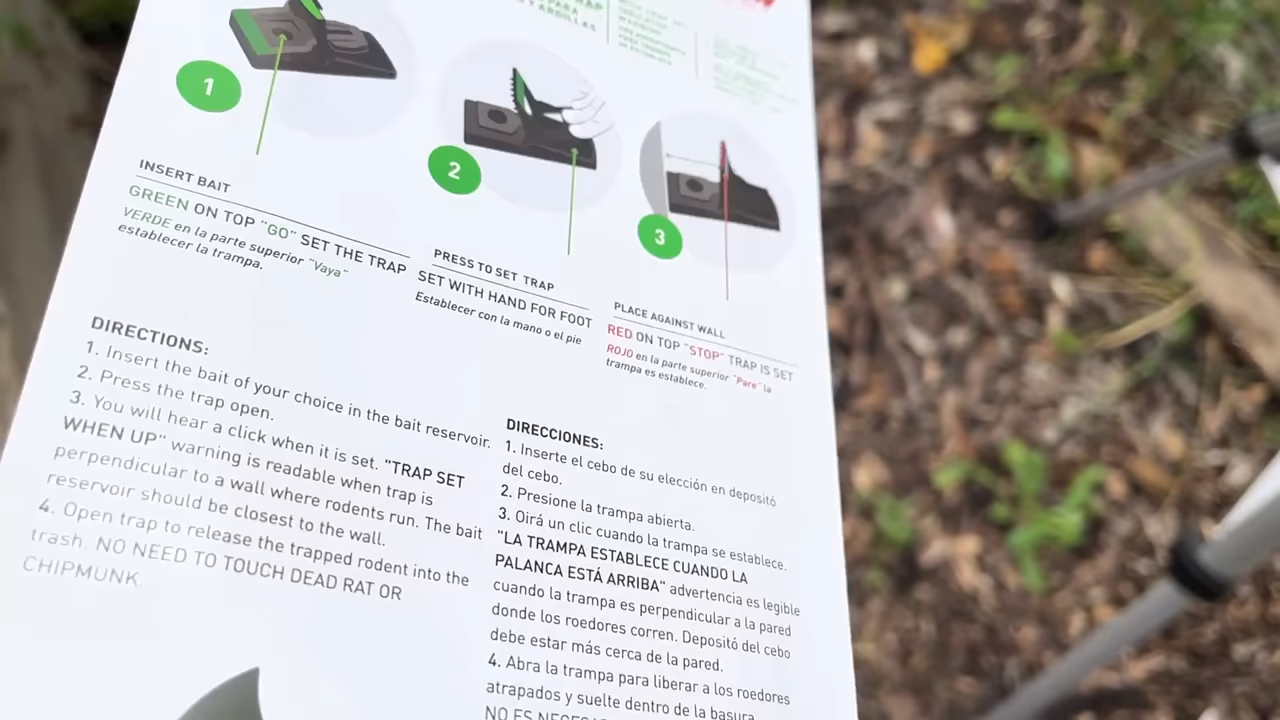 1
INSERT BAIT
GREEN ON TOP "GO" SET THE TRAP
VERDE en la parte superior "Vaya"
establecer la trampa.
2
PRESS TO SET TRAP
SET WITH HAND FOR FOOT
Establecer con la mano o el pie
3
PLACE AGAINST WALL
RED ON TOP "STOP" TRAP IS SET
ROJO en la parte superior "Pare" la
trampa es establece.
DIRECTIONS:
1. Insert the bait of your choice in the bait reservoir.
2. Press the trap open.
3. You will hear a click when it is set. "TRAP SET
WHEN UP" warning is readable when trap is
perpendicular to a wall where rodents run. The bait
reservoir should be closest to the wall.
4. Open trap to release the trapped rodent into the
trash. NO NEED TO TOUCH DEAD RAT OR
CHIPMUNK.
DIRECCIONES:
1. Inserte el cebo de su elección en depositó
del cebo.
2. Presione la trampa abierta.
3. Oirá un clic cuando la trampa se establece.
"LA TRAMPA ESTABLECE CUANDO LA
PALANCA ESTÁ ARRIBA" advertencia es legible
cuando la trampa es perpendicular a la pared
donde los roedores corren. Depositó del cebo
debe estar más cerca de la pared.
4. Abra la trampa para liberar a los roedores
atrapados y suelte dentro de la basura
NO ES